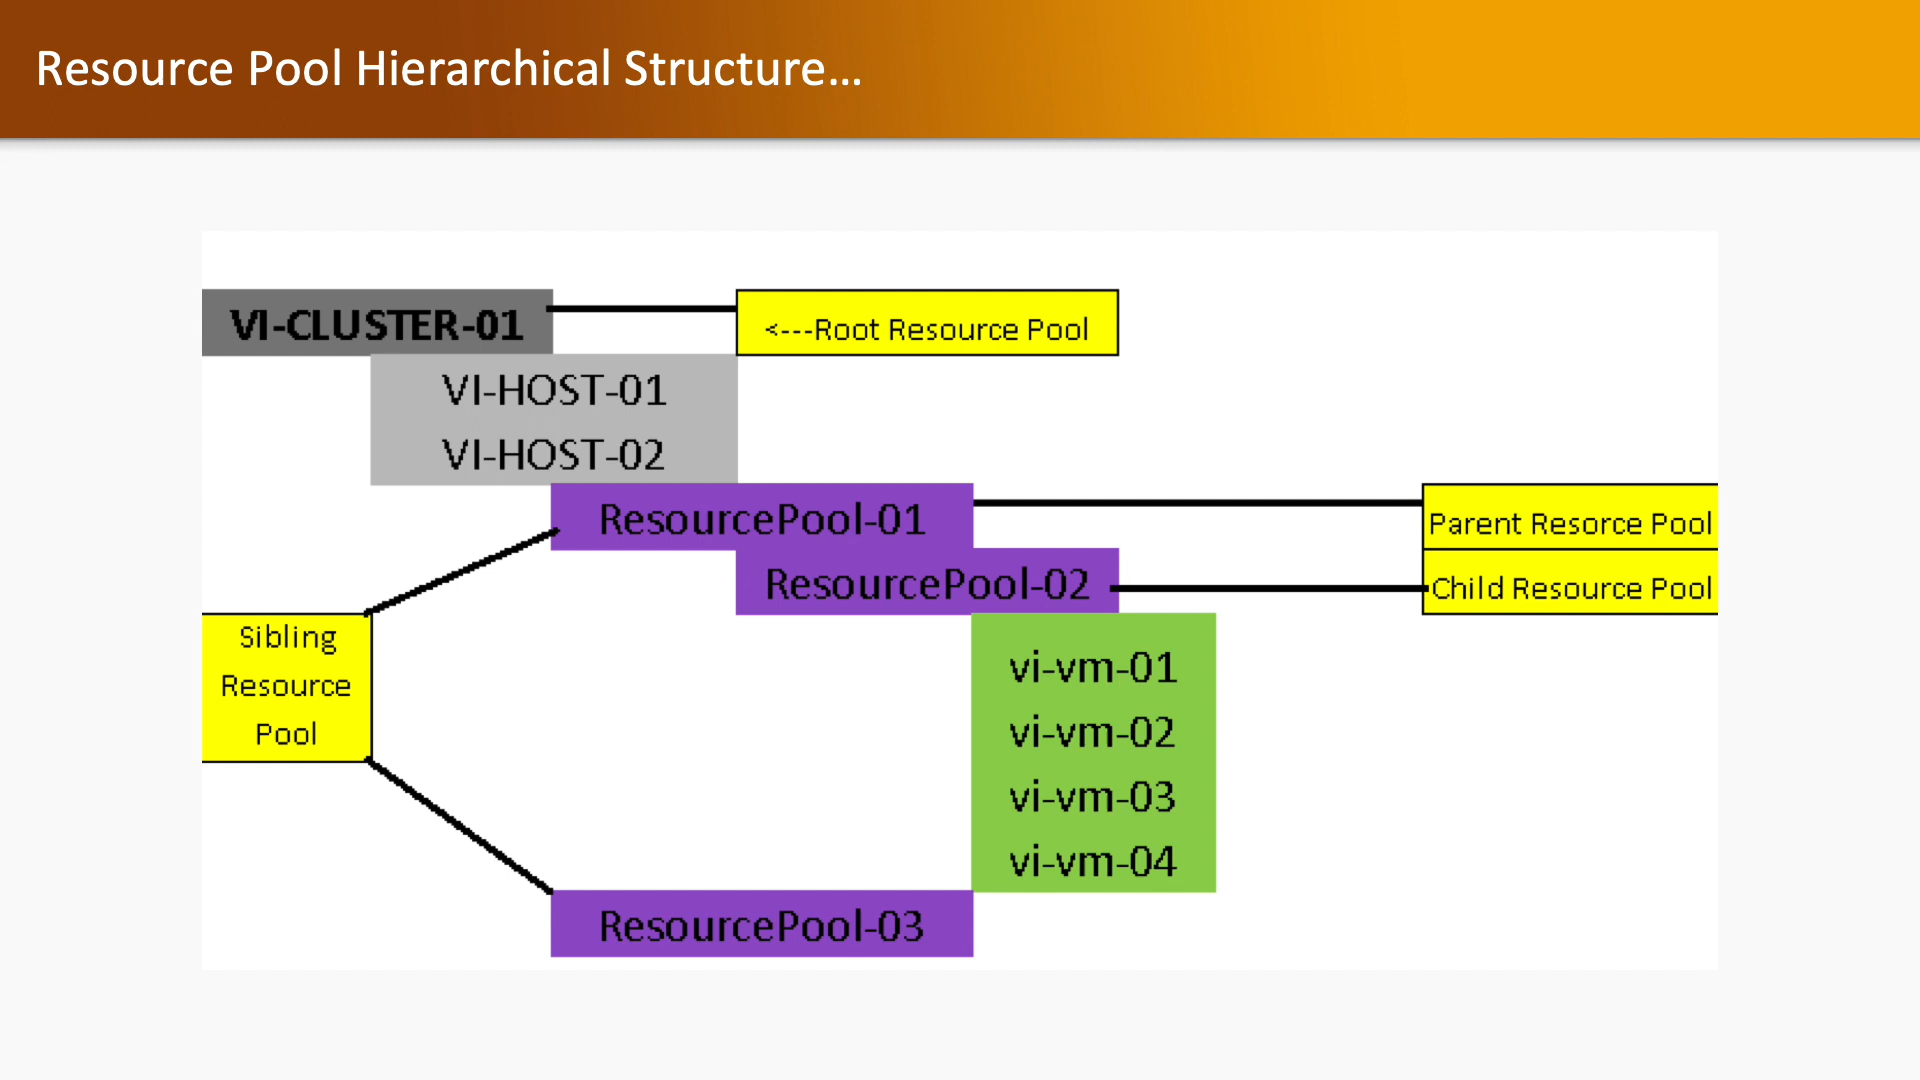 Resource Pool Hierarchical Structure...
VI-CLUSTER-01
<---Root Resource Pool
VI-HOST-01
VI-HOST-02
ResourcePool-01
Parent Resorce Pool
ResourcePool-02
Child Resource Pool
Sibling
Resource
Pool
vi-vm-01
vi-vm-02
vi-vm-03
vi-vm-04
ResourcePool-03